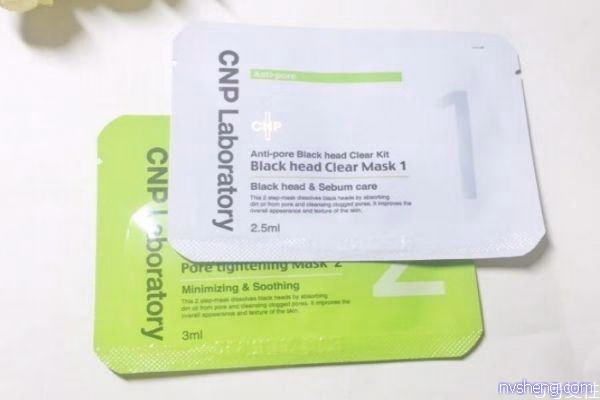 CNP Laboratory
Anti-pore
CNP
1
Anti-pore Black head Clear Kit
Black head Clear Mask 1
Black head & Sebum care
This 2 step-mask dissolves black heads by absorbing
dirt oil from pore and cleansing clogged pores. It improves the
overall appearance and texture of the skin.
2.5ml
CNP Laboratory
Pore tightening Mask 2
2
Minimizing & Soothing
This 2 step-mask dissolves black heads by absorbing
dirt oil from pore and cleansing clogged pores. It improves the
overall appearance and texture of the skin.
3ml
nvsheng.com